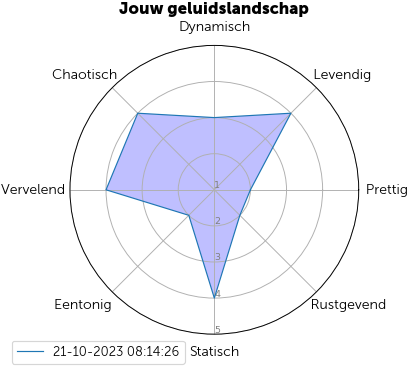 Jouw geluidslandschap
Dynamisch
Chaotisch
Levendig
Vervelend
1
Prettig
2
3
4
Eentonig
Rustgevend
5
21-10-2023 08:14:26
Statisch